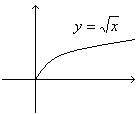 y = √x